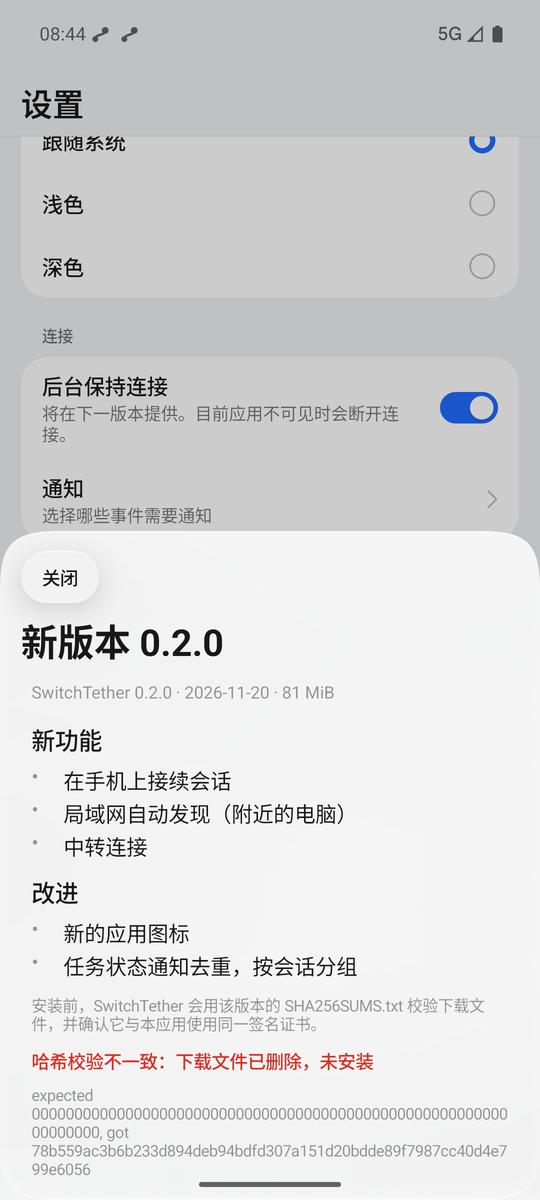 08:44
5G
设置
跟随系统
浅色
深色
连接
后台保持连接
将在下一版本提供。目前应用不可见时会断开连
接。
通知
选择哪些事件需要通知
关闭
新版本 0.2.0
SwitchTether 0.2.0 · 2026-11-20 · 81 MiB
新功能
• 在手机上接续会话
• 局域网自动发现（附近的电脑）
• 中转连接
改进
• 新的应用图标
• 任务状态通知去重，按会话分组
安装前，SwitchTether 会用该版本的 SHA256SUMS.txt 校验下载文
件，并确认它与本应用使用同一签名证书。
哈希校验不一致：下载文件已删除，未安装
expected
00000000000000000000000000000000000000000000000000000000
00000000, got
78b559ac3b6b233d894deb94bdfd307a151d20bdde89f7987cc40d4e7
99e6056